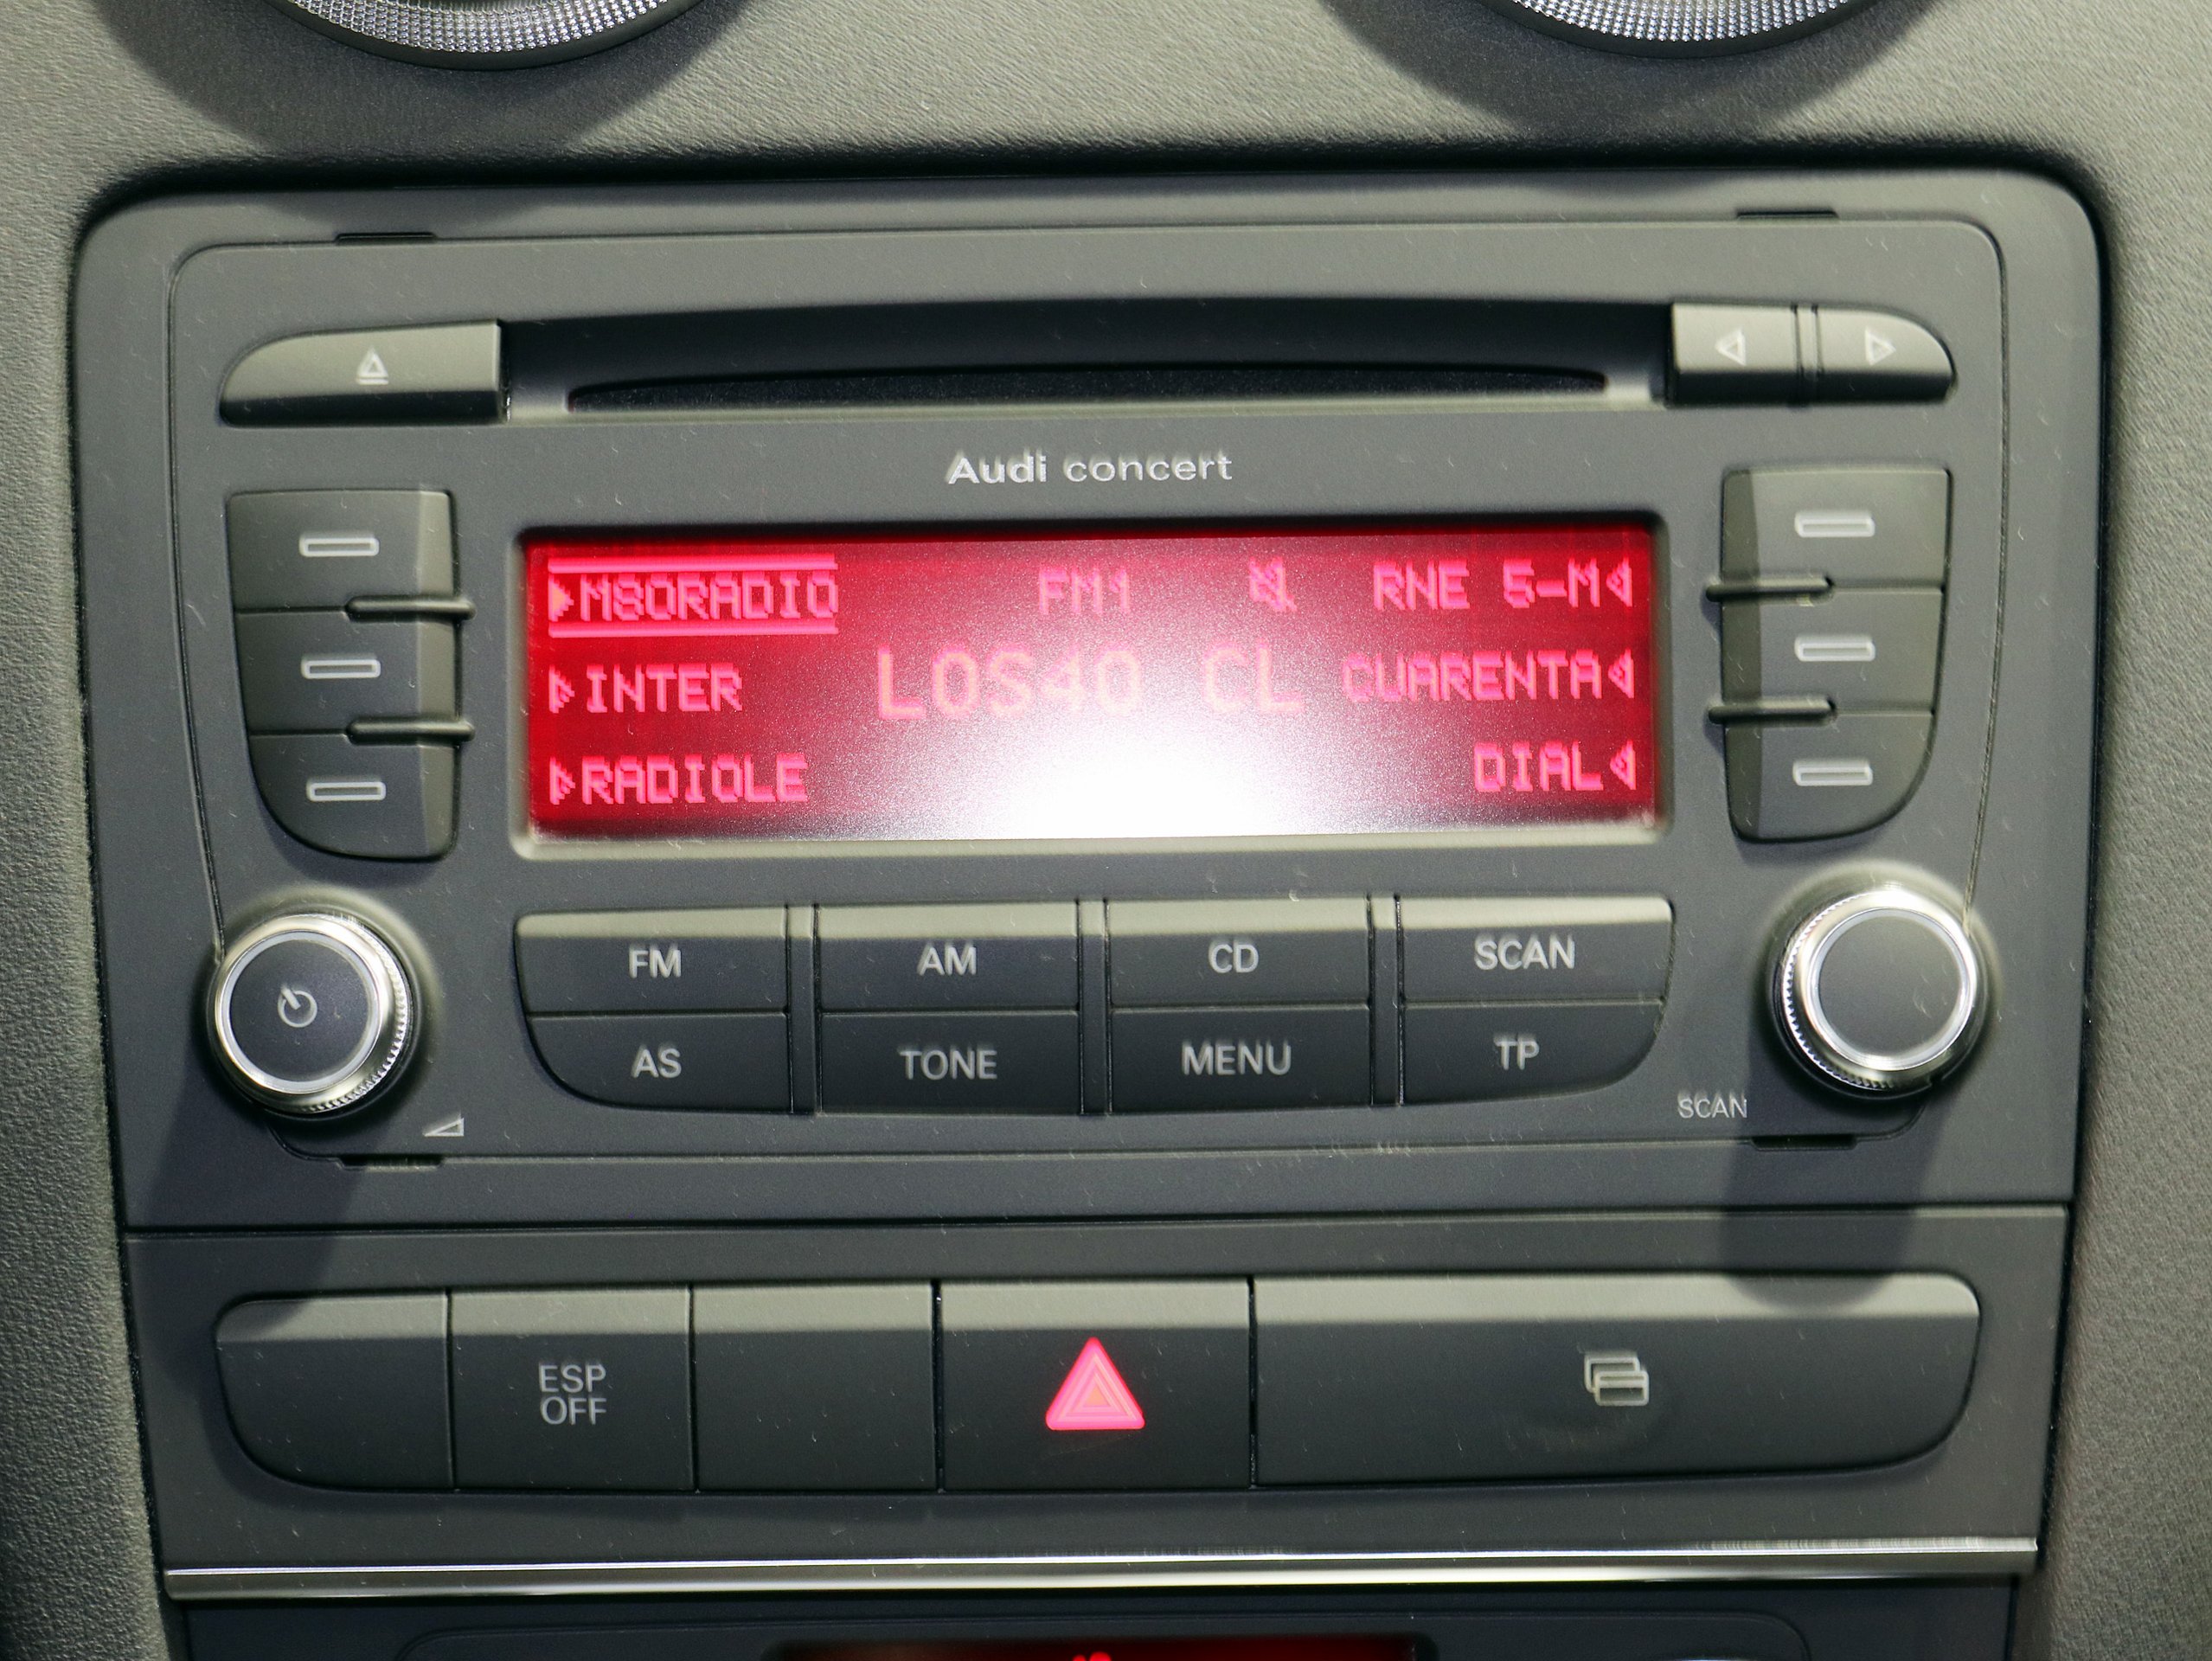 Audi concert
M80RADIO FM1 RNE 5-M
INTER LOS40 CL CUARENTA
RADIOLE DIAL
FM AM CD SCAN
AS TONE MENU TP
SCAN
ESP
OFF